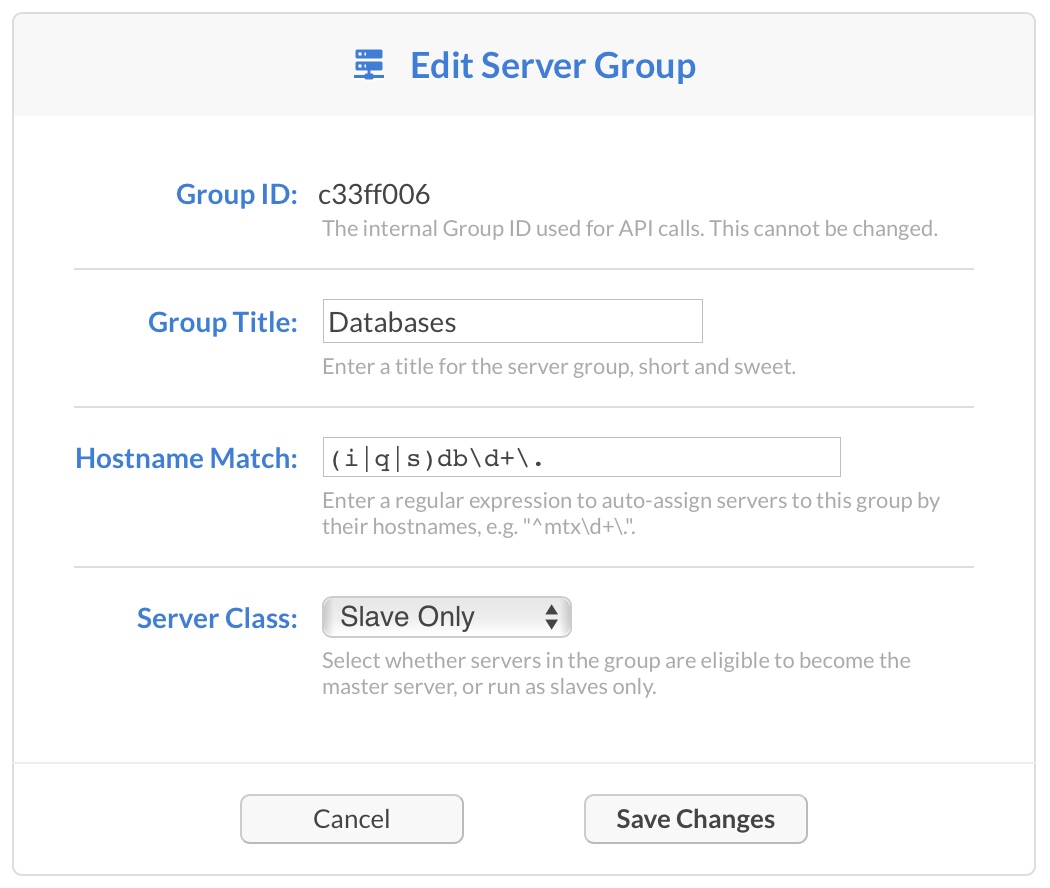 Edit Server Group
Group ID: c33ff006
The internal Group ID used for API calls. This cannot be changed.
Group Title: Databases
Enter a title for the server group, short and sweet.
Hostname Match: (i|q|s)db\d+\.
Enter a regular expression to auto-assign servers to this group by
their hostnames, e.g. "^mtx\d+\.".
Server Class: Slave Only
Select whether servers in the group are eligible to become the
master server, or run as slaves only.
Cancel Save Changes